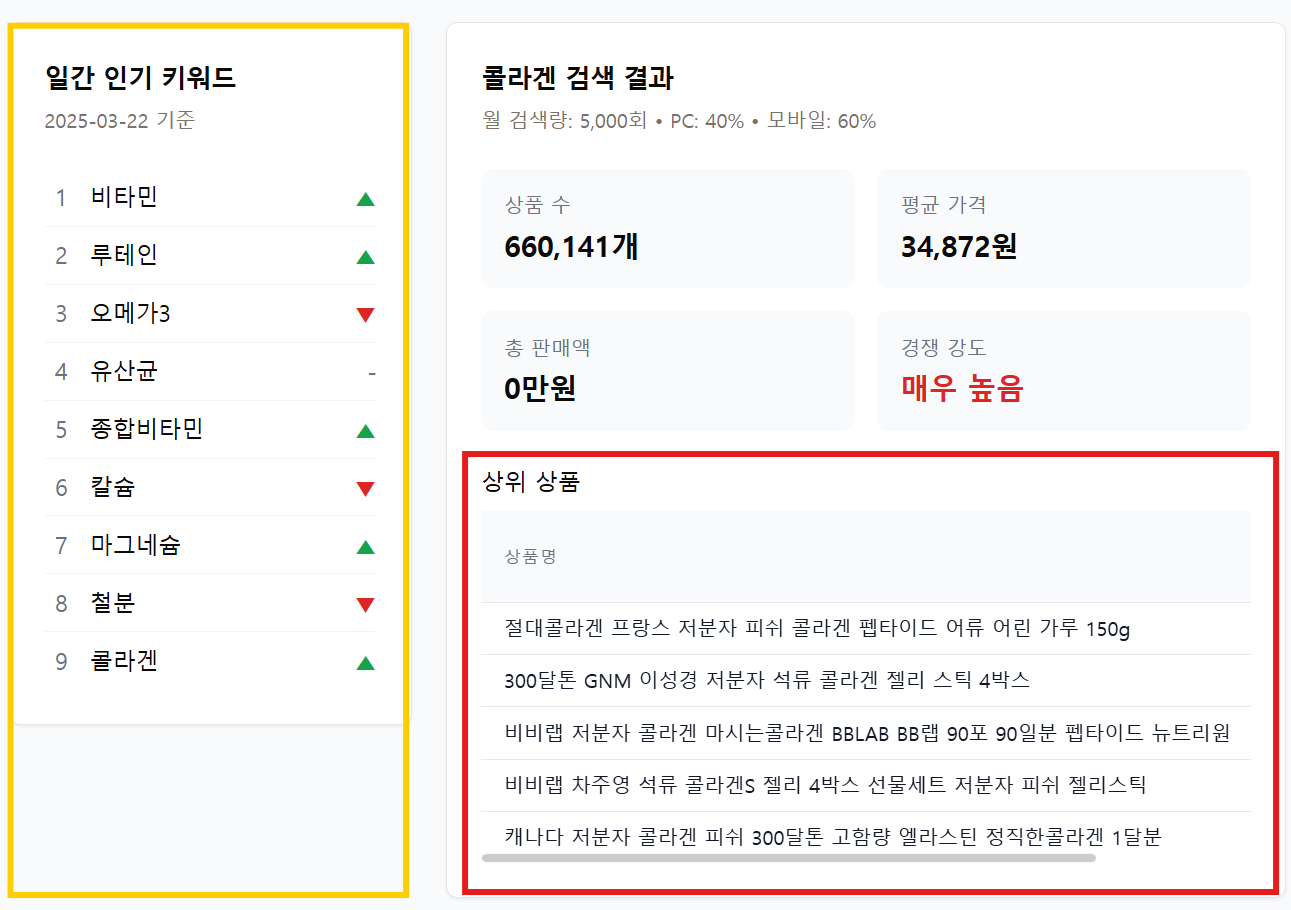 일간 인기 키워드
2025-03-22 기준
1 비타민 ▲
2 루테인 ▲
3 오메가3 ▼
4 유산균 -
5 종합비타민 ▲
6 칼슘 ▼
7 마그네슘 ▲
8 철분 ▼
9 콜라겐 ▲
콜라겐 검색 결과
월 검색량: 5,000회 • PC: 40% • 모바일: 60%
상품 수
660,141개
평균 가격
34,872원
총 판매액
0만원
경쟁 강도
매우 높음
상위 상품
상품명
절대콜라겐 프랑스 저분자 피쉬 콜라겐 펩타이드 어류 어린 가루 150g
300달톤 GNM 이성경 저분자 석류 콜라겐 젤리 스틱 4박스
비비랩 저분자 콜라겐 마시는콜라겐 BBLAB BB랩 90포 90일분 펩타이드 뉴트리원
비비랩 차주영 석류 콜라겐S 젤리 4박스 선물세트 저분자 피쉬 젤리스틱
캐나다 저분자 콜라겐 피쉬 300달톤 고함량 엘라스틴 정직한콜라겐 1달분